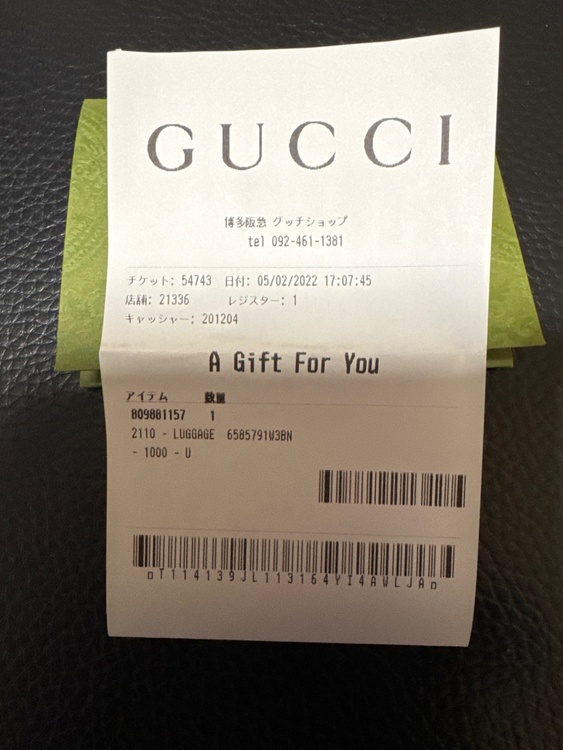 GUCCI
博多阪急 グッチショップ
tel 092-461-1381
チケット: 54743 日付: 05/02/2022 17:07:45
店舗: 21336 レジスター: 1
キャッシャー: 201204
A Gift For You
アイテム 数量
809881157 1
2110 - LUGGAGE 6585791W3BN
- 1000 - U
T114139JL113164YI4AWLJA